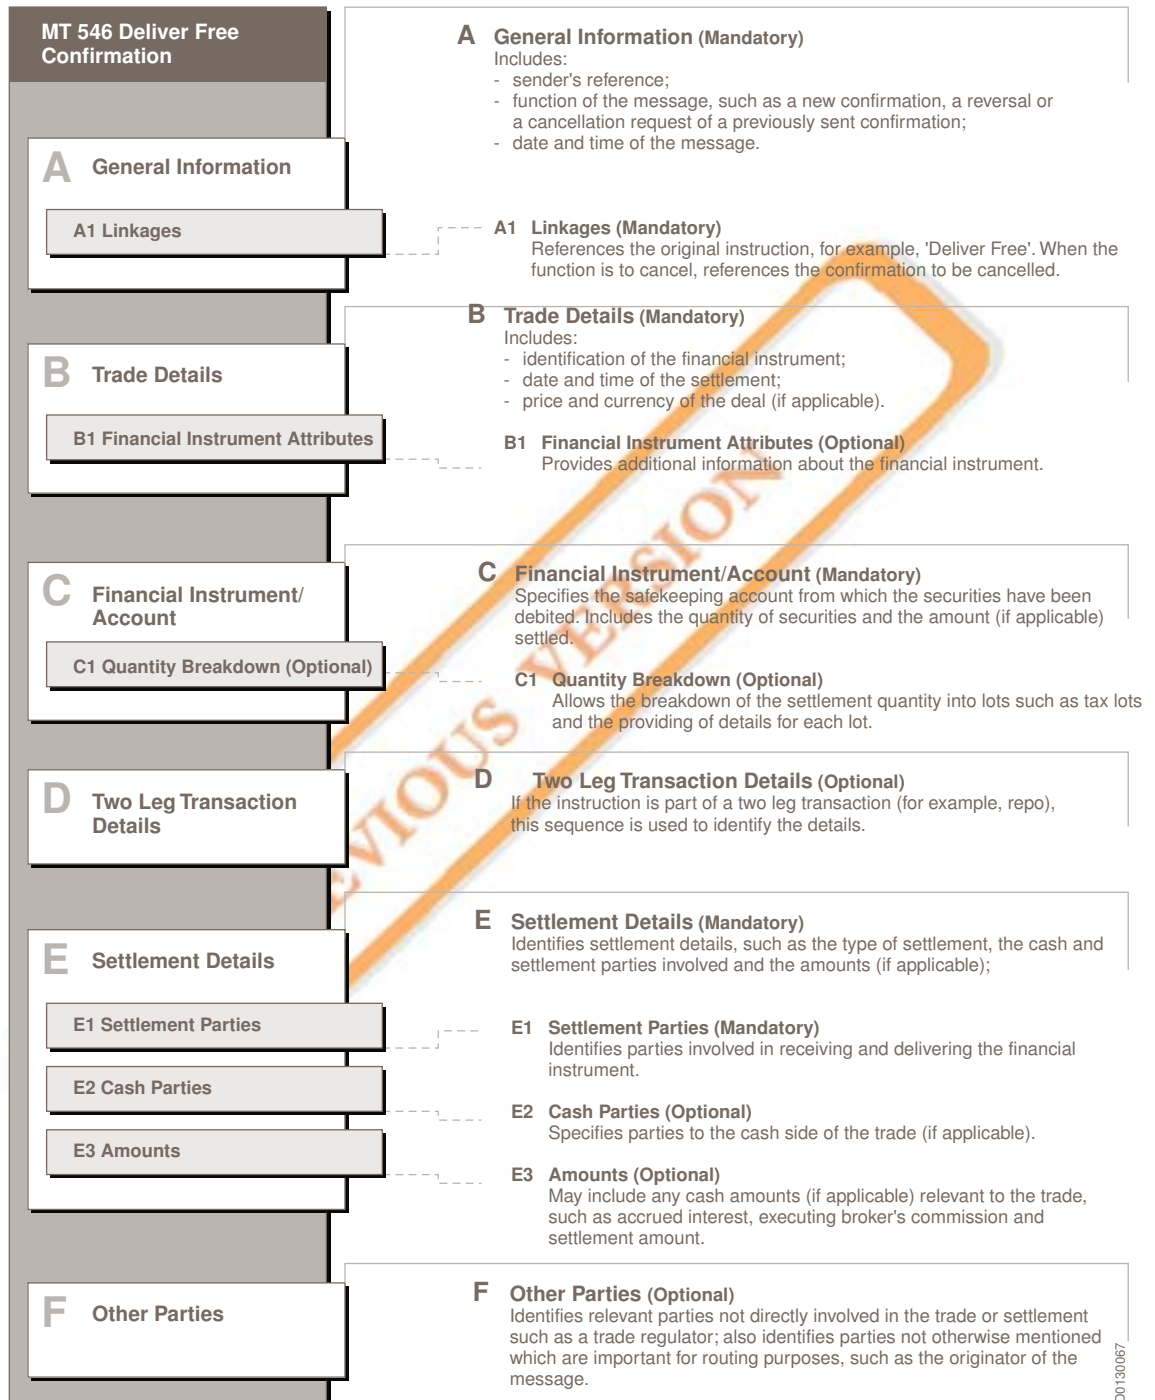 MT 546 Deliver Free
Confirmation
A General Information (Mandatory)
Includes:
- sender's reference;
- function of the message, such as a new confirmation, a reversal or
a cancellation request of a previously sent confirmation;
- date and time of the message.
A General Information
A1 Linkages
A1 Linkages (Mandatory)
References the original instruction, for example, 'Deliver Free'. When the
function is to cancel, references the confirmation to be cancelled.
B Trade Details (Mandatory)
Includes:
- identification of the financial instrument;
- date and time of the settlement;
- price and currency of the deal (if applicable).
B Trade Details
B1 Financial Instrument Attributes
B1 Financial Instrument Attributes (Optional)
Provides additional information about the financial instrument.
C Financial Instrument/Account (Mandatory)
Specifies the safekeeping account from which the securities have been
debited. Includes the quantity of securities and the amount (if applicable)
settled.
C Financial Instrument/
Account
C1 Quantity Breakdown (Optional)
C1 Quantity Breakdown (Optional)
Allows the breakdown of the settlement quantity into lots such as tax lots
and the providing of details for each lot.
D Two Leg Transaction Details (Optional)
If the instruction is part of a two leg transaction (for example, repo),
this sequence is used to identify the details.
D Two Leg Transaction
Details
E Settlement Details (Mandatory)
Identifies settlement details, such as the type of settlement, the cash and
settlement parties involved and the amounts (if applicable);
E Settlement Details
E1 Settlement Parties
E1 Settlement Parties (Mandatory)
Identifies parties involved in receiving and delivering the financial
instrument.
E2 Cash Parties
E2 Cash Parties (Optional)
Specifies parties to the cash side of the trade (if applicable).
E3 Amounts
E3 Amounts (Optional)
May include any cash amounts (if applicable) relevant to the trade,
such as accrued interest, executing broker's commission and
settlement amount.
F Other Parties (Optional)
Identifies relevant parties not directly involved in the trade or settlement
such as a trade regulator; also identifies parties not otherwise mentioned
which are important for routing purposes, such as the originator of the
message.
F Other Parties
EVIOUS VERSION
D0130067